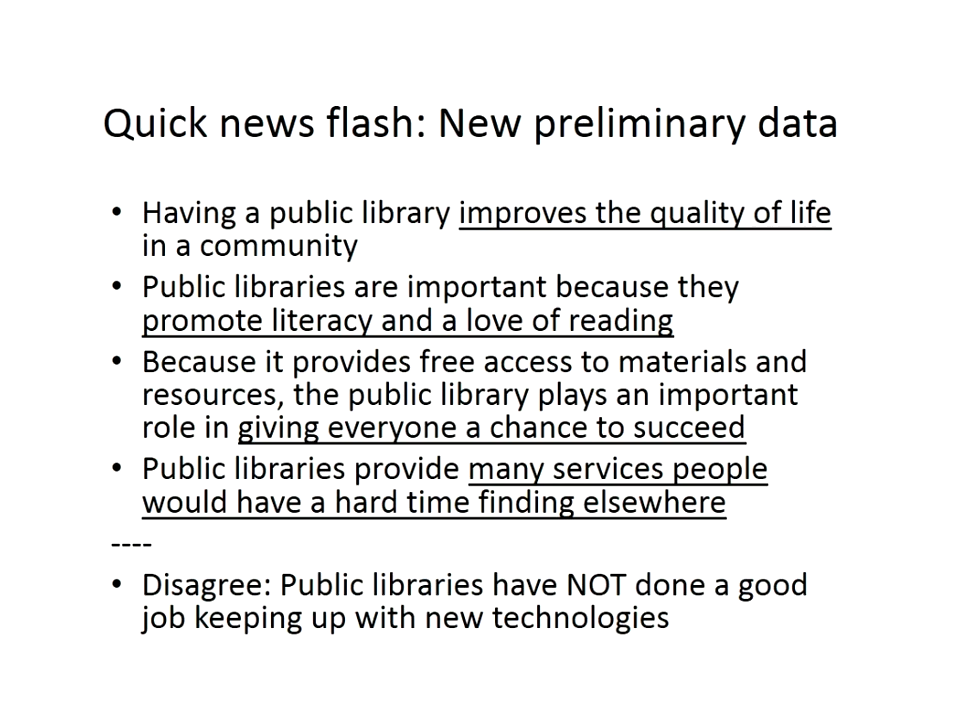 Quick news flash: New preliminary data
• Having a public library improves the quality of life
in a community
• Public libraries are important because they
promote literacy and a love of reading
• Because it provides free access to materials and
resources, the public library plays an important
role in giving everyone a chance to succeed
• Public libraries provide many services people
would have a hard time finding elsewhere
----
• Disagree: Public libraries have NOT done a good
job keeping up with new technologies